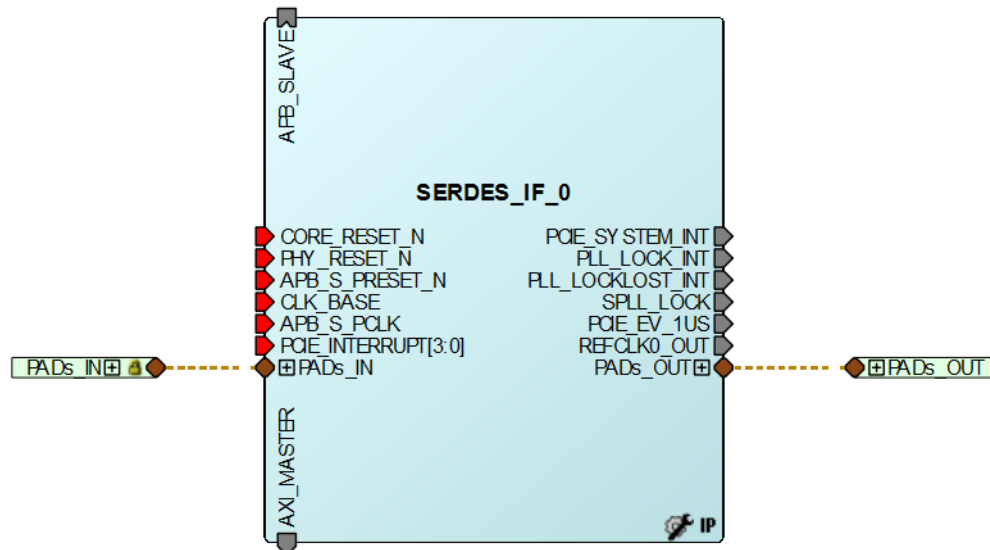 APB_SLAVE
SERDES_IF_0
CORE_RESET_N
PHY_RESET_N
APB_S_PRESET_N
CLK_BASE
APB_S_PCLK
PCIE_INTERRUPT[3:0]
PADs_IN
PADs_IN
PCIE_SYSTEM_INT
PLL_LOCK_INT
PLL_LOCKLOST_INT
SPLL_LOCK
PCIE_EV_1US
REFCLK0_OUT
PADs_OUT
PADs_OUT
AXI_MASTER
IP